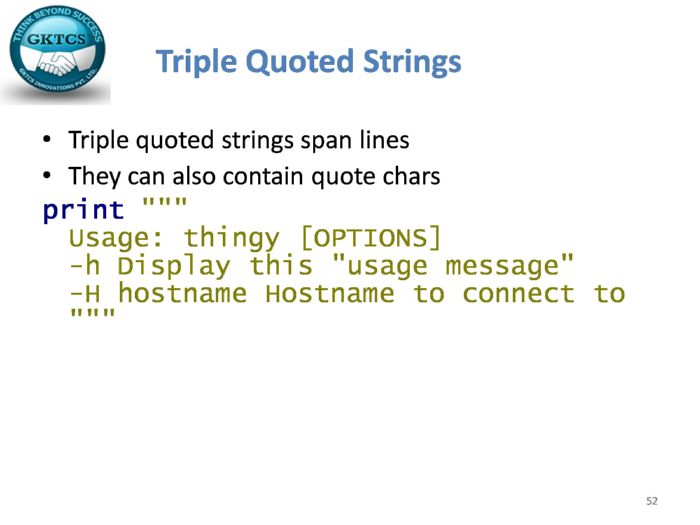 THINK BEYOND SUCCESS
GKTCS
GKTCS INNOVATIONS PVT. LTD.
Triple Quoted Strings
• Triple quoted strings span lines
• They can also contain quote chars
print """
Usage: thingy [OPTIONS]
-h Display this "usage message"
-H hostname Hostname to connect to
"""
52